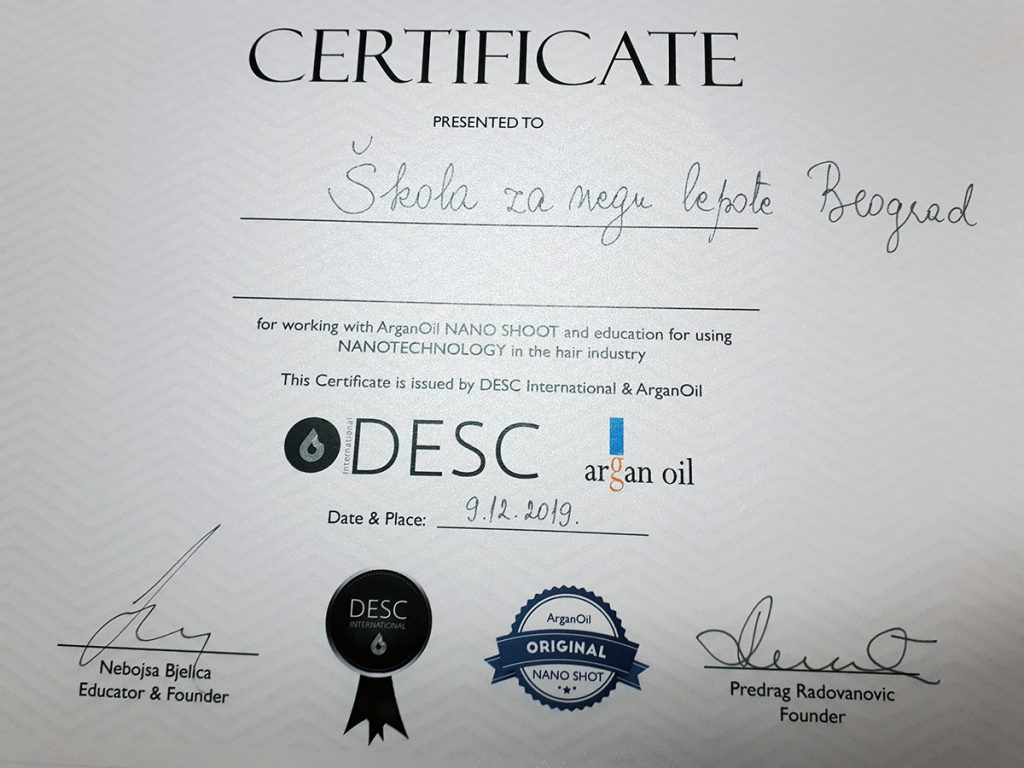 CERTIFICATE
PRESENTED TO
Škola za negu lepote Beograd
for working with ArganOil NANO SHOOT and education for using
NANOTECHNOLOGY in the hair industry
This Certificate is issued by DESC International & ArganOil
International
DESC
argan oil
Date & Place: 9.12.2019.
DESC
INTERNATIONAL
ArganOil
ORIGINAL
NANO SHOT
Nebojsa Bjelica
Educator & Founder
Predrag Radovanovic
Founder